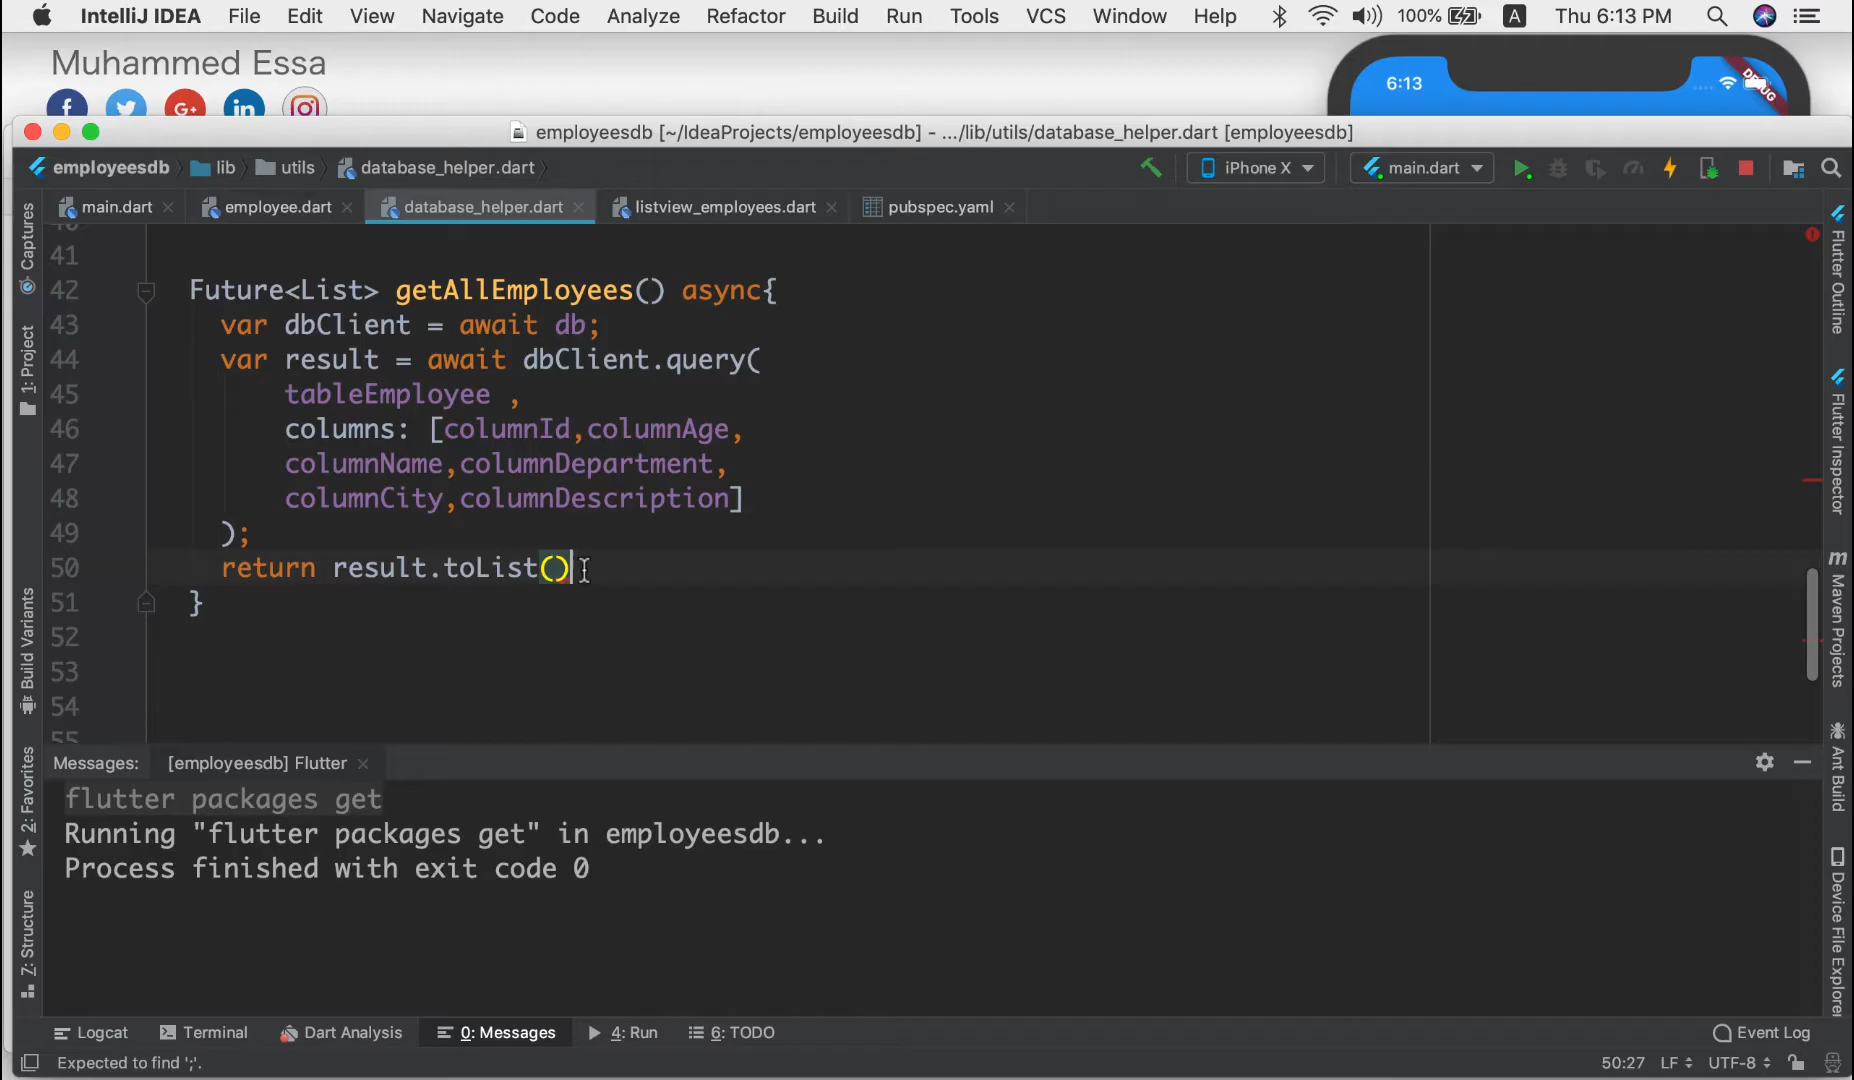 IntelliJ IDEA File Edit View Navigate Code Analyze Refactor Build Run Tools VCS Window Help 100% A Thu 6:13 PM
Muhammed Essa
6:13
DEBUG
f G+ in
employeesdb [~/IdeaProjects/employeesdb] - .../lib/utils/database_helper.dart [employeesdb]
employeesdb lib utils database_helper.dart iPhone X main.dart
main.dart employee.dart database_helper.dart listview_employees.dart pubspec.yaml
40
41
42 Future<List> getAllEmployees() async{
43 var dbClient = await db;
44 var result = await dbClient.query(
45 tableEmployee ,
46 columns: [columnId,columnAge,
47 columnName,columnDepartment,
48 columnCity,columnDescription]
49 );
50 return result.toList()
51 }
52
53
54
55
Captures
1: Project
Build Variants
2: Favorites
7: Structure
Flutter Outline
Flutter Inspector
m Maven Projects
Ant Build
Device File Explorer
Messages: [employeesdb] Flutter
flutter packages get
Running "flutter packages get" in employeesdb...
Process finished with exit code 0
Logcat Terminal Dart Analysis 0: Messages 4: Run 6: TODO Event Log
Expected to find ';'. 50:27 LF UTF-8